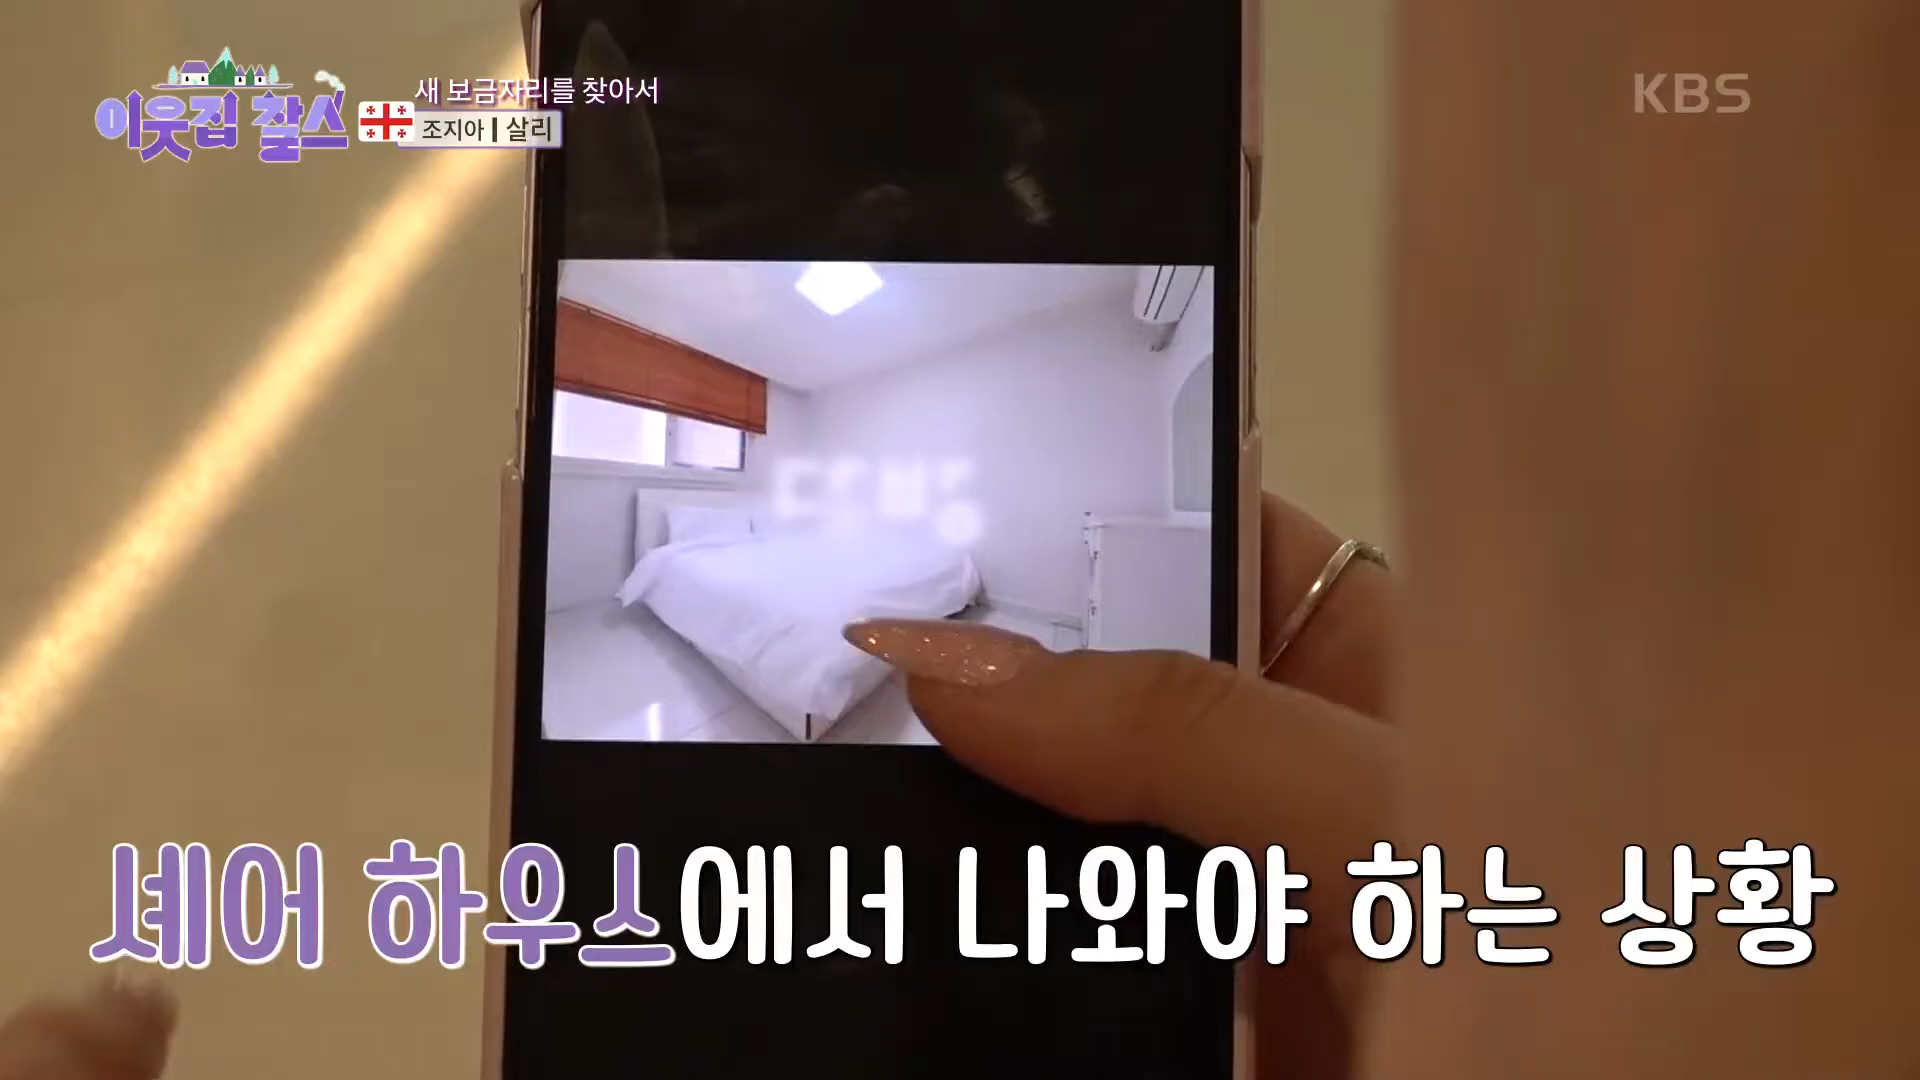 이웃집 찰스
새 보금자리를 찾아서
조지아 살리
KBS
셰어 하우스에서 나와야 하는 상황